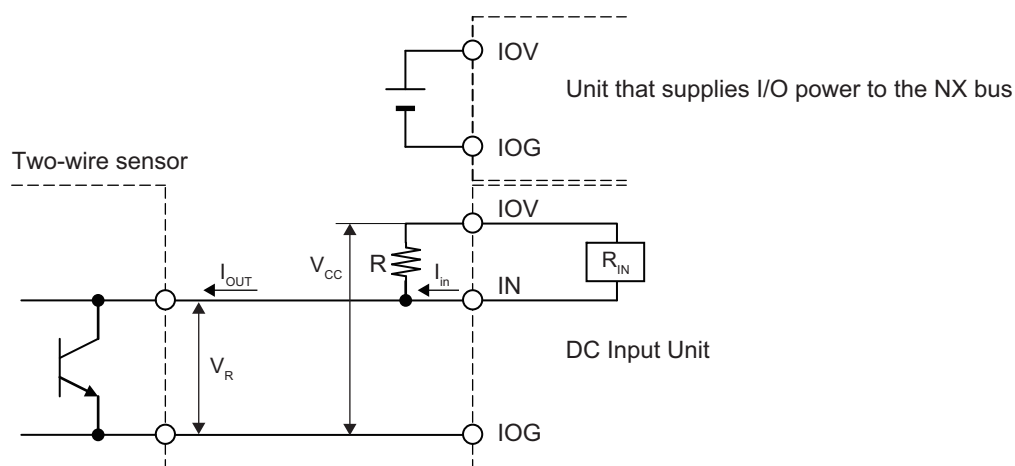 IOV
Unit that supplies I/O power to the NX bus
IOG
Two-wire sensor
IOV
R
V_CC
R_IN
I_OUT
I_in
IN
DC Input Unit
V_R
IOG